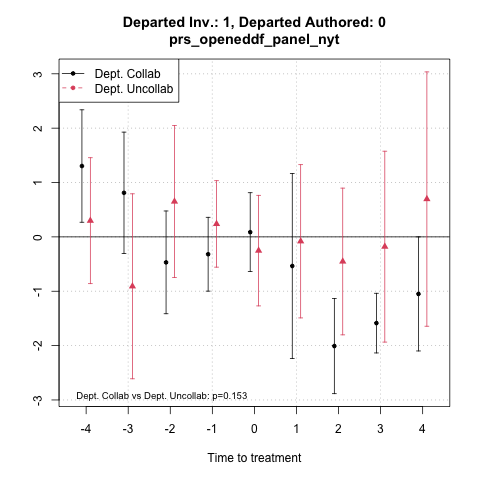 Departed Inv.: 1, Departed Authored: 0
prs_openeddf_panel_nyt
Dept. Collab
Dept. Uncollab
3
2
1
0
-1
-2
-3
Dept. Collab vs Dept. Uncollab: p=0.153
-4 -3 -2 -1 0 1 2 3 4
Time to treatment